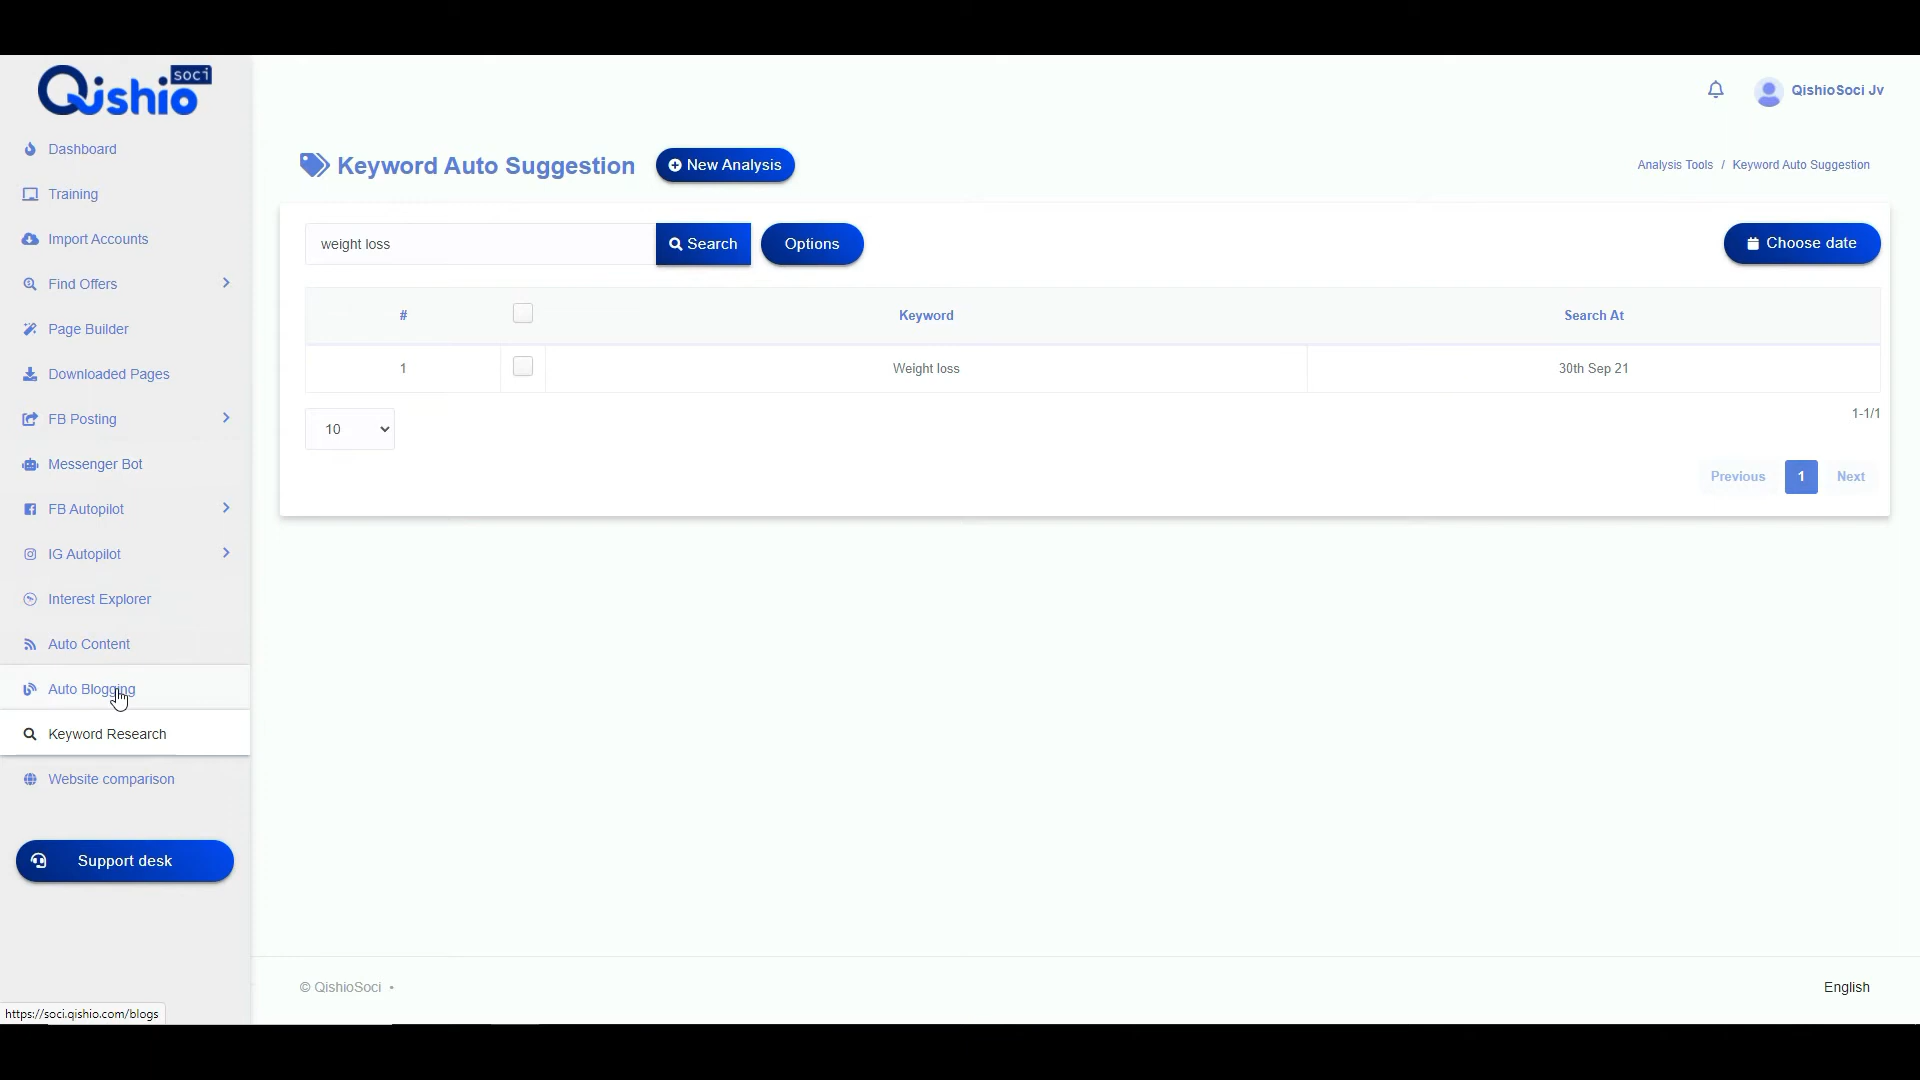 Qishio soci
QishioSoci Jv
Dashboard
Training
Import Accounts
Find Offers
Page Builder
Downloaded Pages
FB Posting
Messenger Bot
FB Autopilot
IG Autopilot
Interest Explorer
Auto Content
Auto Blogging
Keyword Research
Website comparison
Support desk
https://soci.qishio.com/blogs
Keyword Auto Suggestion
New Analysis
Analysis Tools / Keyword Auto Suggestion
weight loss
Search
Options
Choose date
# Keyword Search At
1 Weight loss 30th Sep 21
10
1-1/1
Previous 1 Next
© QishioSoci •
English